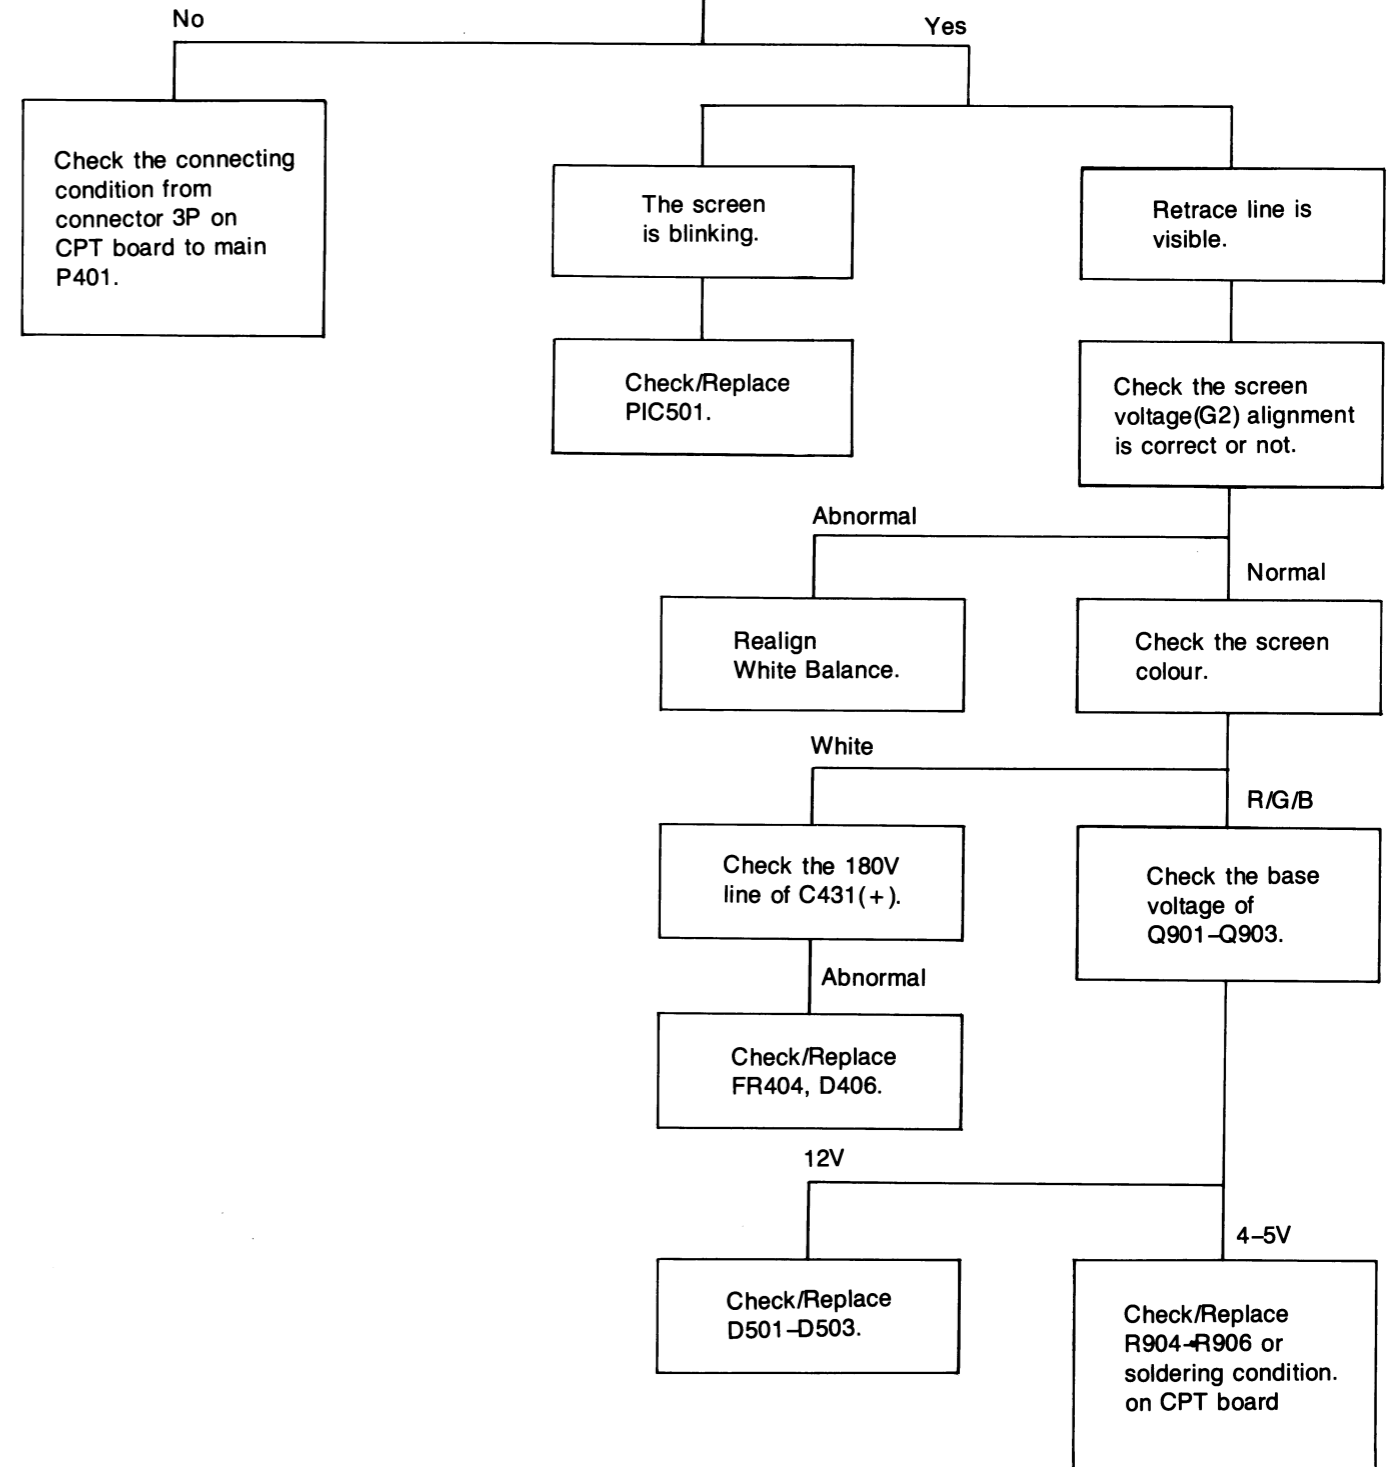 No
Yes
Check the connecting
condition from
connector 3P on
CPT board to main
P401.
The screen
is blinking.
Retrace line is
visible.
Check/Replace
PIC501.
Check the screen
voltage(G2) alignment
is correct or not.
Abnormal
Normal
Realign
White Balance.
Check the screen
colour.
White
R/G/B
Check the 180V
line of C431(+).
Check the base
voltage of
Q901–Q903.
Abnormal
Check/Replace
FR404, D406.
12V
4–5V
Check/Replace
D501–D503.
Check/Replace
R904–R906 or
soldering condition.
on CPT board